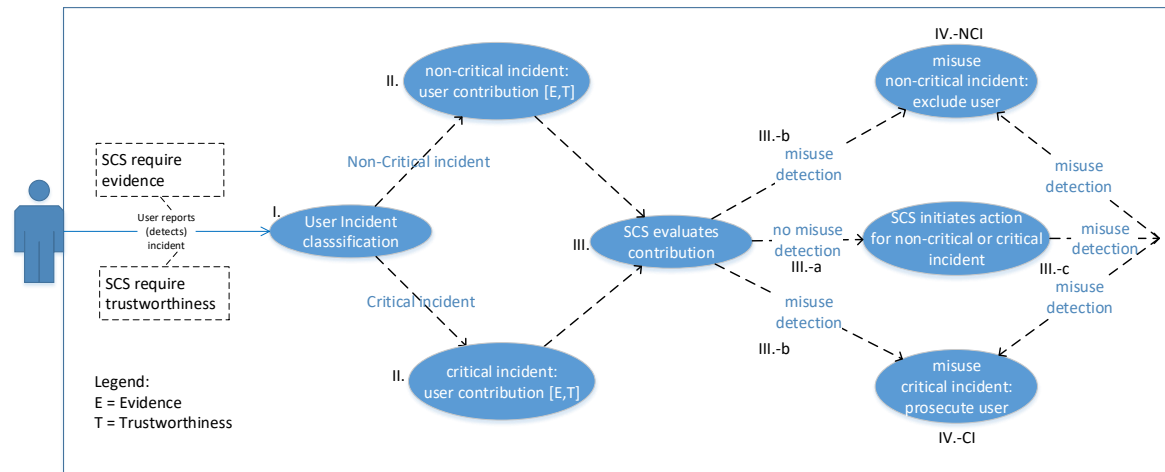 SCS require
evidence
User reports
(detects)
incident
SCS require
trustworthiness
Legend:
E = Evidence
T = Trustworthiness
I.
User Incident
classsification
Non-Critical incident
Critical incident
II.
non-critical incident:
user contribution [E,T]
II.
critical incident:
user contribution [E,T]
III.
SCS evaluates
contribution
III.-b
misuse
detection
no misuse
detection
III.-a
misuse
detection
III.-b
IV.-NCI
misuse
non-critical incident:
exclude user
SCS initiates action
for non-critical or critical
incident
misuse
detection
misuse
detection
III.-c
misuse
detection
misuse
critical incident:
prosecute user
IV.-CI